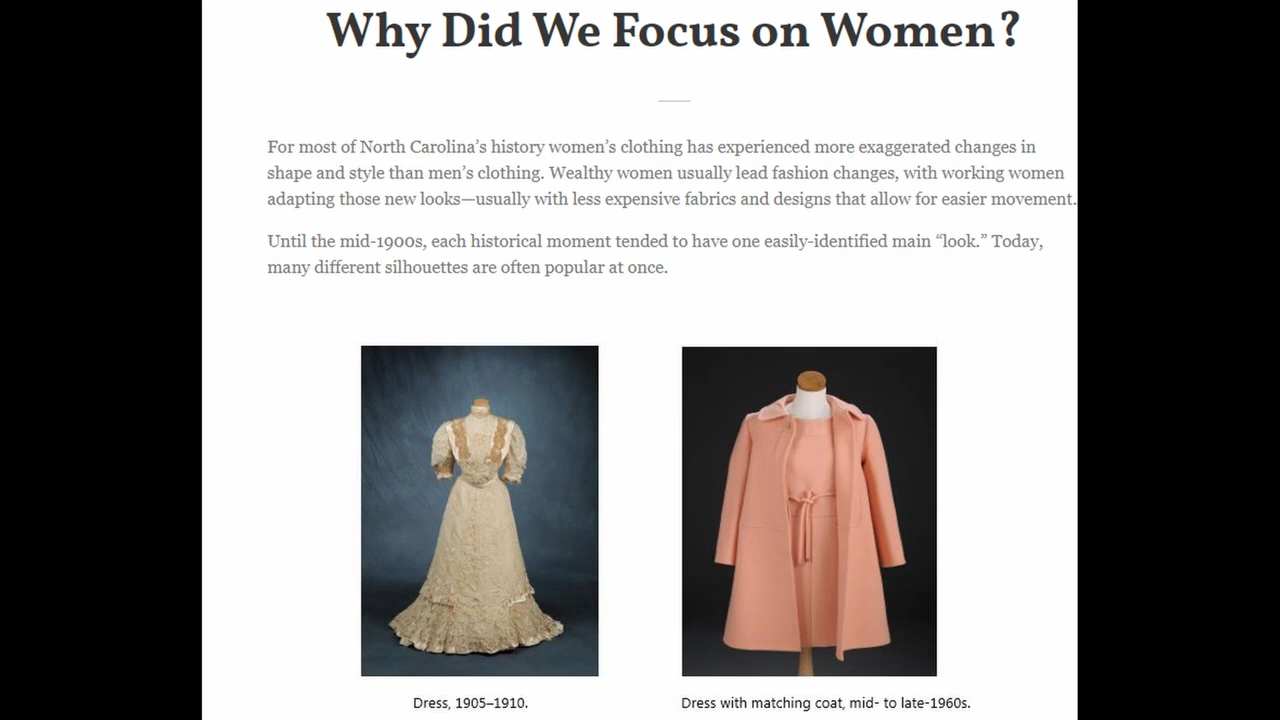 Why Did We Focus on Women?
For most of North Carolina’s history women’s clothing has experienced more exaggerated changes in
shape and style than men’s clothing. Wealthy women usually lead fashion changes, with working women
adapting those new looks—usually with less expensive fabrics and designs that allow for easier movement.
Until the mid-1900s, each historical moment tended to have one easily-identified main “look.” Today,
many different silhouettes are often popular at once.
Dress, 1905–1910.
Dress with matching coat, mid- to late-1960s.